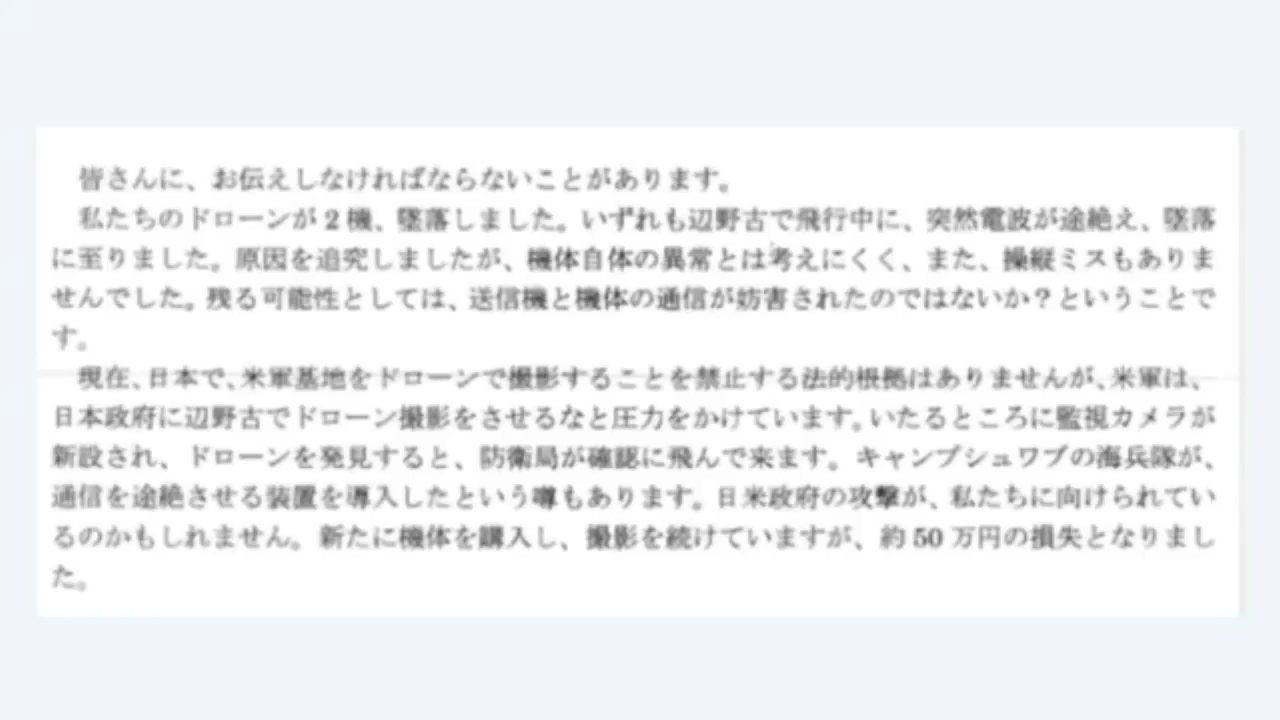 皆さんに、お伝えしなければならないことがあります。
私たちのドローンが2機、墜落しました。いずれも辺野古で飛行中に、突然電波が途絶え、墜落
に至りました。原因を追究しましたが、機体自体の異常とは考えにくく、また、操縦ミスもありま
せんでした。残る可能性としては、送信機と機体の通信が妨害されたのではないか？ということで
す。
現在、日本で、米軍基地をドローンで撮影することを禁止する法的根拠はありませんが、米軍は、
日本政府に辺野古でドローン撮影をさせるなと圧力をかけています。いたるところに監視カメラが
新設され、ドローンを発見すると、防衛局が確認に飛んで来ます。キャンプシュワブの海兵隊が、
通信を途絶させる装置を導入したという噂もあります。日米政府の攻撃が、私たちに向けられてい
るのかもしれません。新たに機体を購入し、撮影を続けていますが、約50万円の損失となりまし
た。